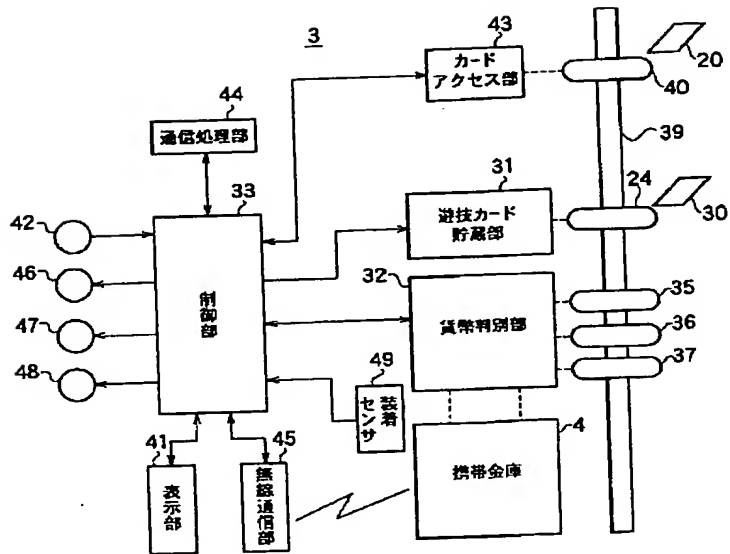 3
43
カード
アクセス部
20
40
44
通信処理部
39
33
31
24
遊技カード
貯蔵部
30
42
46
47
48
制御部
32
貨幣判別部
35
36
37
49
装着
センサ
4
携帯金庫
41
表示部
45
無線通信部